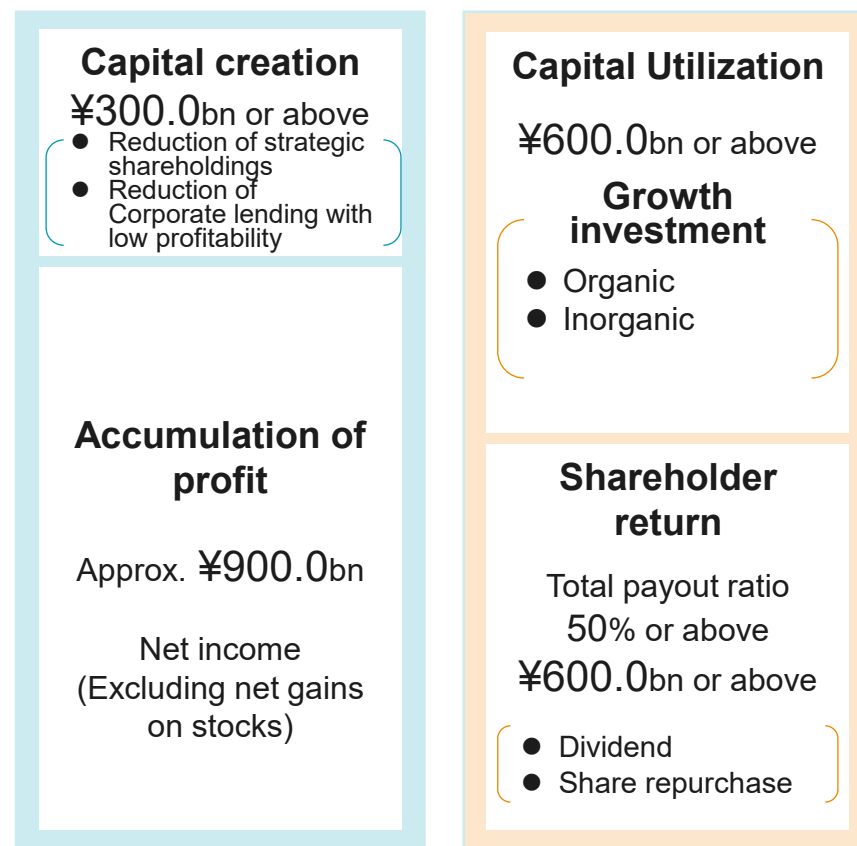 Capital creation
¥300.0bn or above
● Reduction of strategic
shareholdings
● Reduction of
Corporate lending with
low profitability
Accumulation of
profit
Approx. ¥900.0bn
Net income
(Excluding net gains
on stocks)
Capital Utilization
¥600.0bn or above
Growth
investment
● Organic
● Inorganic
Shareholder
return
Total payout ratio
50% or above
¥600.0bn or above
● Dividend
● Share repurchase